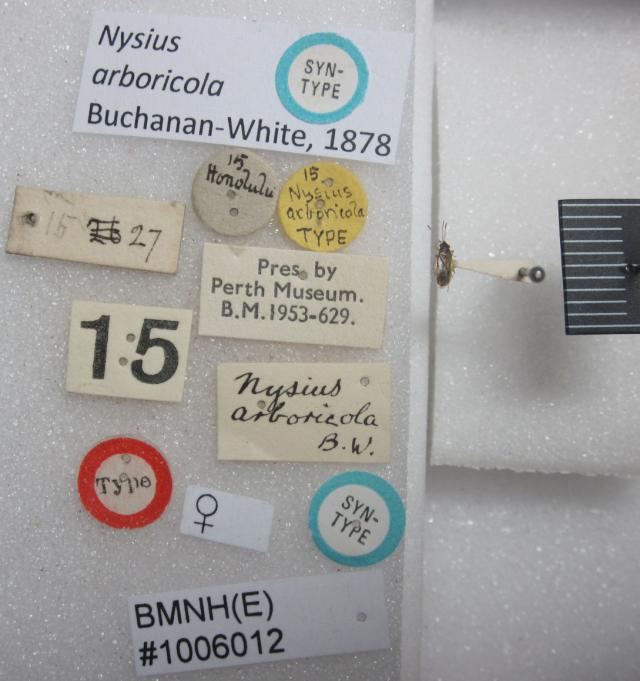 Nysius
arboricola
Buchanan-White, 1878
SYN-
TYPE
15
Honolulu
15
Nysius
arboricola
TYPE
15 27
Pres. by
Perth Museum.
B.M.1953-629.
15
Nysius
arboricola
B.W.
Type
♀
SYN-
TYPE
BMNH(E)
#1006012